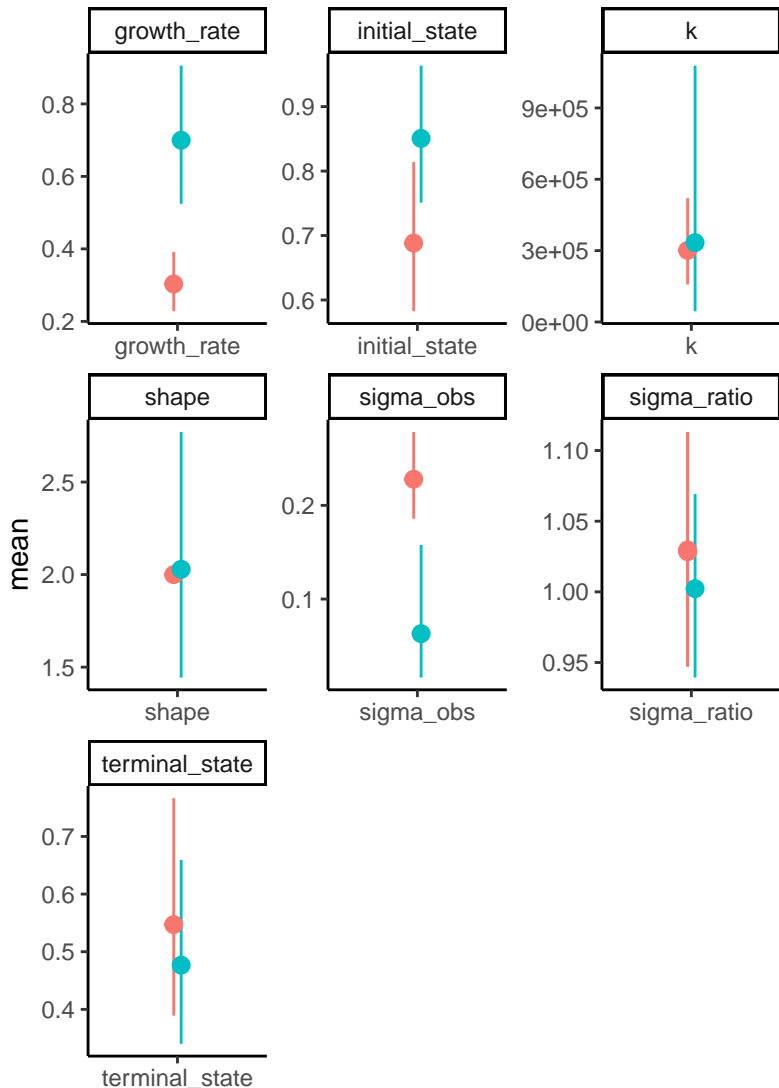 growth_rate
initial_state
k
0.8
0.6
0.4
0.2
0.9
0.8
0.7
0.6
9e+05
6e+05
3e+05
0e+00
growth_rate
initial_state
k
shape
sigma_obs
sigma_ratio
mean
2.5
2.0
1.5
0.2
0.1
1.10
1.05
1.00
0.95
shape
sigma_obs
sigma_ratio
terminal_state
0.7
0.6
0.5
0.4
terminal_state